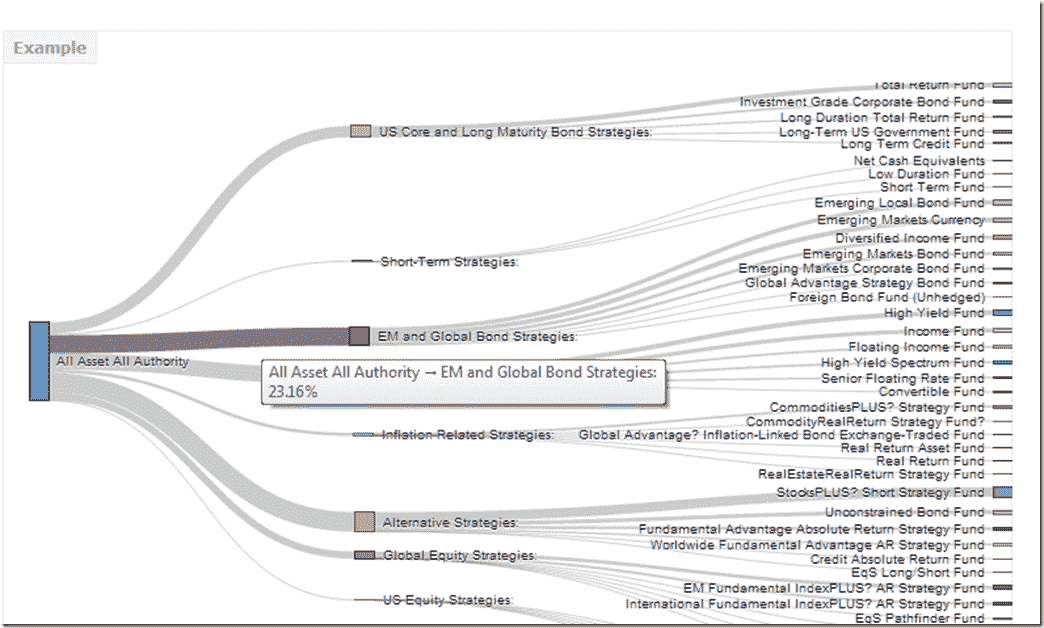 Example
Total Return Fund
Investment Grade Corporate Bond Fund
Long Duration Total Return Fund
US Core and Long Maturity Bond Strategies:
Long-Term US Government Fund
Long Term Credit Fund
Net Cash Equivalents
Low Duration Fund
Short Term Fund
Emerging Local Bond Fund
Emerging Markets Currency
Diversified Income Fund
Emerging Markets Bond Fund
Short-Term Strategies:
Emerging Markets Corporate Bond Fund
Global Advantage Strategy Bond Fund
Foreign Bond Fund (Unhedged)
High Yield Fund
Income Fund
EM and Global Bond Strategies:
Floating Income Fund
All Asset All Authority
High Yield Spectrum Fund
All Asset All Authority → EM and Global Bond Strategies:
23.16%
Senior Floating Rate Fund
Convertible Fund
CommoditiesPLUS? Strategy Fund
CommodityRealReturn Strategy Fund?
Inflation Related Strategies:
Global Advantage? Inflation-Linked Bond Exchange-Traded Fund
Real Return Asset Fund
Real Return Fund
RealEstateRealReturn Strategy Fund
StocksPLUS? Short Strategy Fund
Unconstrained Bond Fund
Alternative Strategies:
Fundamental Advantage Absolute Return Strategy Fund
Worldwide Fundamental Advantage AR Strategy Fund
Global Equity Strategies:
Credit Absolute Return Fund
EqS Long/Short Fund
EM Fundamental IndexPLUS? AR Strategy Fund
US Equity Strategies:
International Fundamental IndexPLUS? AR Strategy Fund
EqS Pathfinder Fund